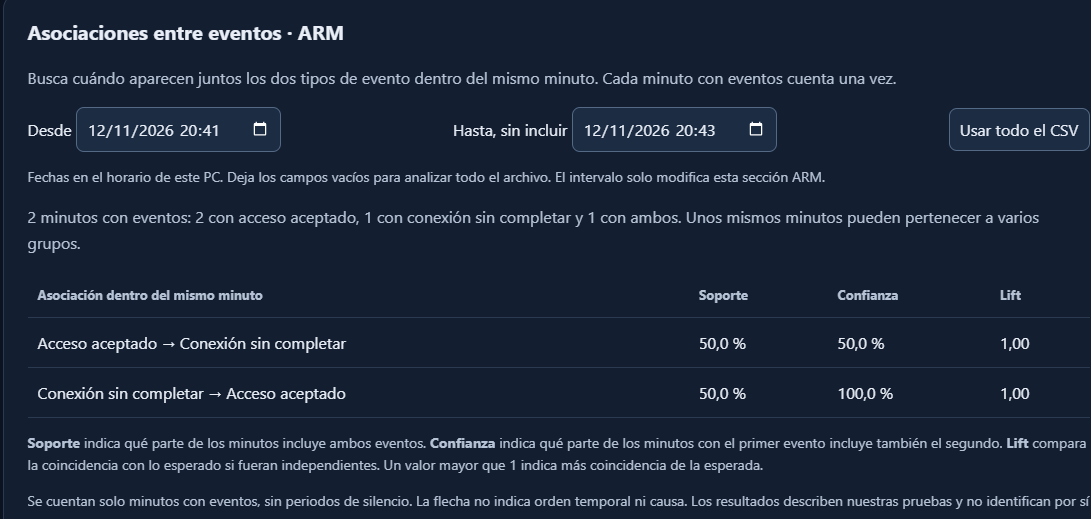 Asociaciones entre eventos · ARM
Busca cuándo aparecen juntos los dos tipos de evento dentro del mismo minuto. Cada minuto con eventos cuenta una vez.
Desde 12/11/2026 20:41 Hasta, sin incluir 12/11/2026 20:43 Usar todo el CSV
Fechas en el horario de este PC. Deja los campos vacíos para analizar todo el archivo. El intervalo solo modifica esta sección ARM.
2 minutos con eventos: 2 con acceso aceptado, 1 con conexión sin completar y 1 con ambos. Unos mismos minutos pueden pertenecer a varios
grupos.
Asociación dentro del mismo minuto Soporte Confianza Lift
Acceso aceptado → Conexión sin completar 50,0 % 50,0 % 1,00
Conexión sin completar → Acceso aceptado 50,0 % 100,0 % 1,00
Soporte indica qué parte de los minutos incluye ambos eventos. Confianza indica qué parte de los minutos con el primer evento incluye también el segundo. Lift compara
la coincidencia con lo esperado si fueran independientes. Un valor mayor que 1 indica más coincidencia de la esperada.
Se cuentan solo minutos con eventos, sin periodos de silencio. La flecha no indica orden temporal ni causa. Los resultados describen nuestras pruebas y no identifican por sí